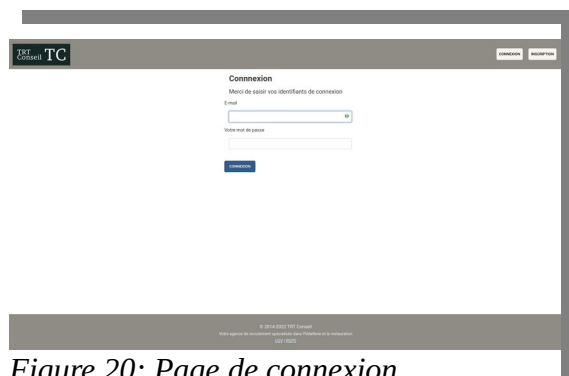 TRT
Conseil TC
CONNEXION INSCRIPTION
Connnexion
Merci de saisir vos identifiants de connexion
E-mail
Votre mot de passe
CONNEXION
© 2014-2022 TRT Conseil
Votre agence de recrutement spécialisée dans l'hôtellerie et la restauration
CGV | RGPD
Figure 20: Page de connexion